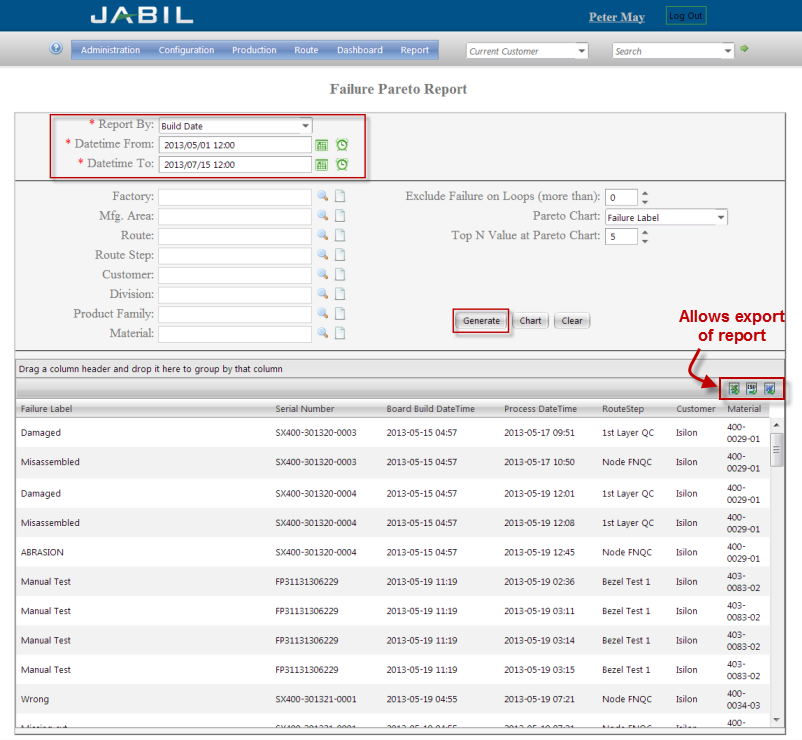 JABIL
Peter May Log Out
Administration Configuration Production Route Dashboard Report Current Customer Search
Failure Pareto Report
* Report By: Build Date
* Datetime From: 2013/05/01 12:00
* Datetime To: 2013/07/15 12:00
Factory: Exclude Failure on Loops (more than): 0
Mfg. Area: Pareto Chart: Failure Label
Route: Top N Value at Pareto Chart: 5
Route Step:
Customer:
Division:
Product Family: Generate Chart Clear
Material:
Allows export
of report
Drag a column header and drop it here to group by that column
Failure Label Serial Number Board Build DateTime Process DateTime RouteStep Customer Material
Damaged SX400-301320-0003 2013-05-15 04:57 2013-05-17 09:51 1st Layer QC Isilon 400-
0029-01
Misassembled SX400-301320-0003 2013-05-15 04:57 2013-05-17 10:50 Node FNQC Isilon 400-
0029-01
Damaged SX400-301320-0004 2013-05-15 04:57 2013-05-19 12:01 1st Layer QC Isilon 400-
0029-01
Misassembled SX400-301320-0004 2013-05-15 04:57 2013-05-19 12:08 1st Layer QC Isilon 400-
0029-01
ABRASION SX400-301320-0004 2013-05-15 04:57 2013-05-19 12:45 Node FNQC Isilon 400-
0029-01
Manual Test FP31131306229 2013-05-19 11:19 2013-05-19 02:36 Bezel Test 1 Isilon 403-
0083-02
Manual Test FP31131306229 2013-05-19 11:19 2013-05-19 03:11 Bezel Test 1 Isilon 403-
0083-02
Manual Test FP31131306229 2013-05-19 11:19 2013-05-19 03:14 Bezel Test 1 Isilon 403-
0083-02
Manual Test FP31131306229 2013-05-19 11:19 2013-05-19 03:15 Bezel Test 1 Isilon 403-
0083-02
Wrong SX400-301321-0001 2013-05-19 04:55 2013-05-19 07:21 Node FNQC Isilon 400-
0034-03
400-